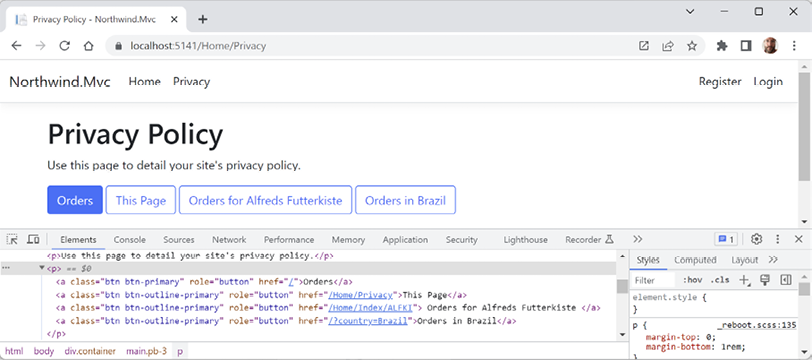 Privacy Policy - Northwind.Mvc
localhost:5141/Home/Privacy
Northwind.Mvc Home Privacy Register Login
Privacy Policy
Use this page to detail your site's privacy policy.
Orders This Page Orders for Alfreds Futterkiste Orders in Brazil
Elements Console Sources Network Performance Memory Application Security Lighthouse Recorder 1
<p>Use this page to detail your site's privacy policy.</p>
<p> == $0
<a class="btn btn-primary" role="button" href="/">Orders</a>
<a class="btn btn-outline-primary" role="button" href="/Home/Privacy">This Page</a>
<a class="btn btn-outline-primary" role="button" href="/Home/Index/ALFKI"> Orders for Alfreds Futterkiste </a>
<a class="btn btn-outline-primary" role="button" href="/?country=Brazil">Orders in Brazil</a>
</p>
html body div.container main.pb-3 p
Styles Computed Layout
Filter :hov .cls
element.style {
}
p { _reboot.scss:135
margin-top: 0;
margin-bottom: 1rem;
}